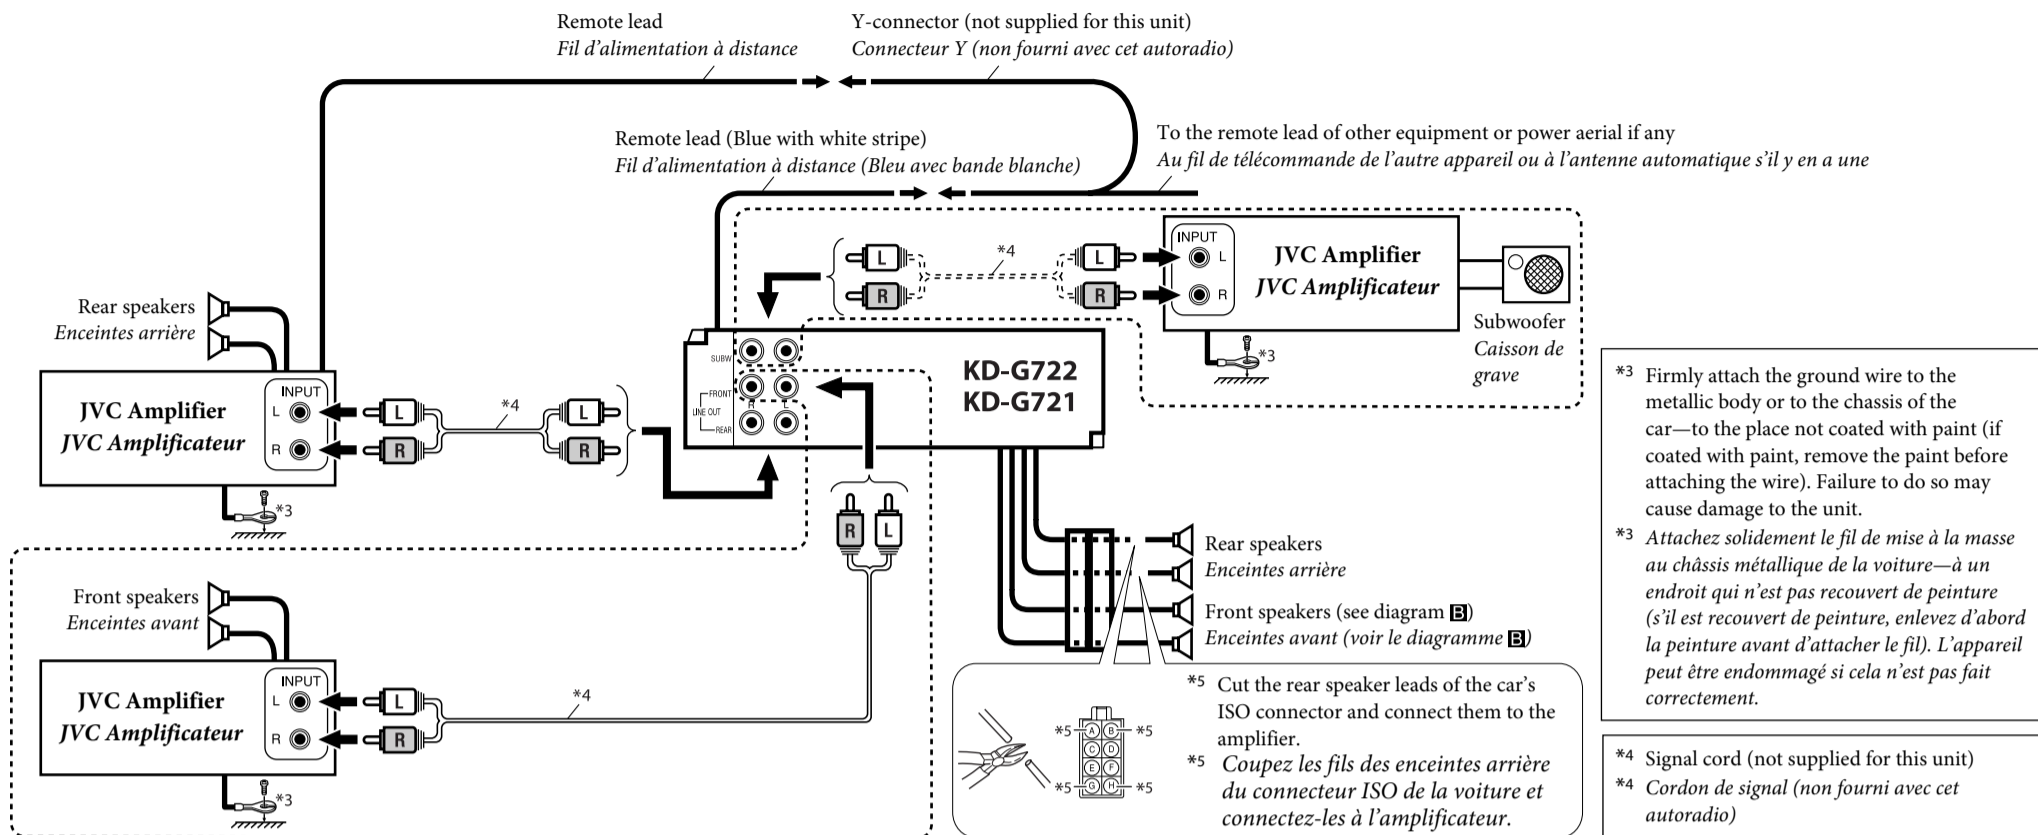 Remote lead
Fil d'alimentation à distance
Y-connector (not supplied for this unit)
Connecteur Y (non fourni avec cet autoradio)
Remote lead (Blue with white stripe)
Fil d'alimentation à distance (Bleu avec bande blanche)
To the remote lead of other equipment or power aerial if any
Au fil de télécommande de l'autre appareil ou à l'antenne automatique s'il y en a une
L
R
*4
L
R
INPUT
L
R
JVC Amplifier
JVC Amplificateur
*3
Subwoofer
Caisson de
grave
Rear speakers
Enceintes arrière
JVC Amplifier
JVC Amplificateur
INPUT
L
R
L
R
*4
L
R
*3
SUBW
FRONT
LINE OUT
REAR
R
L
KD-G722
KD-G721
R
L
Rear speakers
Enceintes arrière
Front speakers (see diagram B)
Enceintes avant (voir le diagramme B)
Front speakers
Enceintes avant
JVC Amplifier
JVC Amplificateur
INPUT
L
R
L
R
*4
*3
*5 A B *5
C D
E F
*5 G H *5
*5 Cut the rear speaker leads of the car's
ISO connector and connect them to the
amplifier.
*5 Coupez les fils des enceintes arrière
du connecteur ISO de la voiture et
connectez-les à l'amplificateur.
*3 Firmly attach the ground wire to the
metallic body or to the chassis of the
car—to the place not coated with paint (if
coated with paint, remove the paint before
attaching the wire). Failure to do so may
cause damage to the unit.
*3 Attachez solidement le fil de mise à la masse
au châssis métallique de la voiture—à un
endroit qui n'est pas recouvert de peinture
(s'il est recouvert de peinture, enlevez d'abord
la peinture avant d'attacher le fil). L'appareil
peut être endommagé si cela n'est pas fait
correctement.
*4 Signal cord (not supplied for this unit)
*4 Cordon de signal (non fourni avec cet
autoradio)